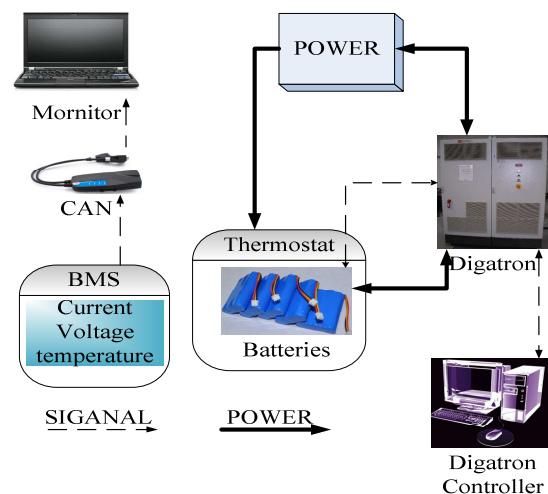 POWER
Mornitor
CAN
Thermostat
Digatron
BMS
Current
Voltage
temperature
Batteries
SIGANAL
POWER
Digatron
Controller